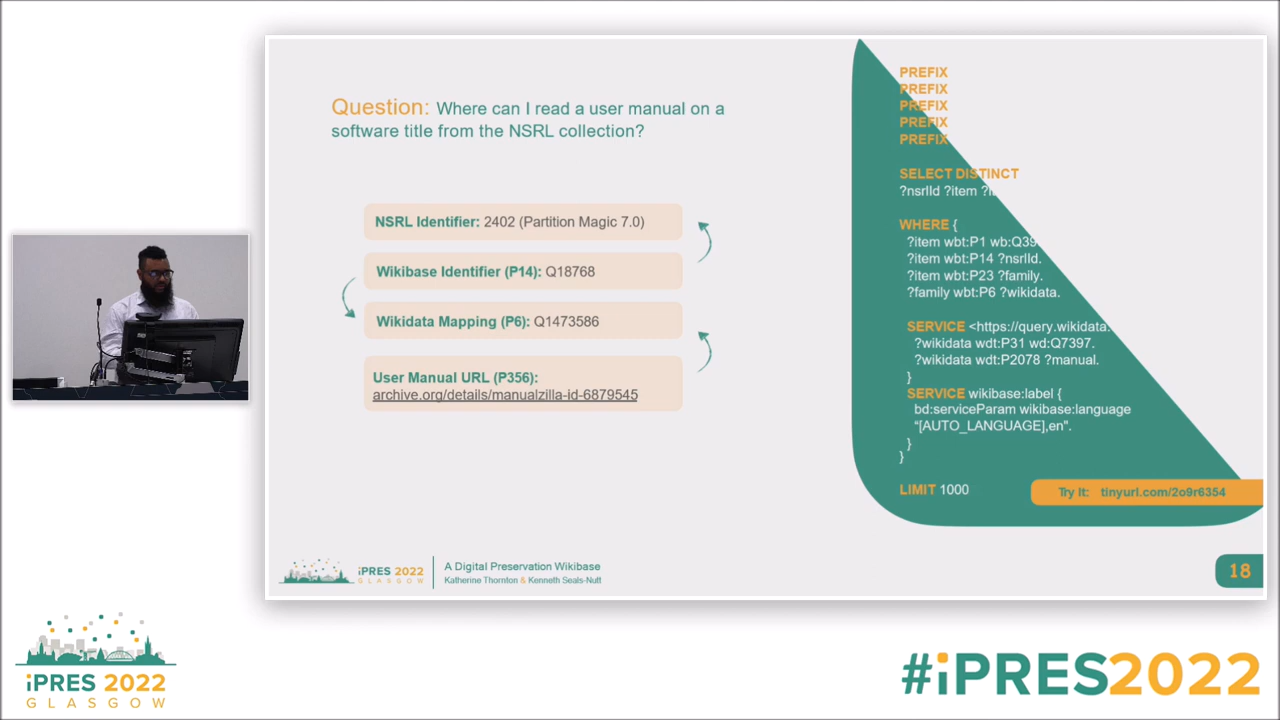 Question: Where can I read a user manual on a
software title from the NSRL collection?
NSRL Identifier: 2402 (Partition Magic 7.0)
Wikibase Identifier (P14): Q18768
Wikidata Mapping (P6): Q1473586
User Manual URL (P356):
archive.org/details/manualzilla-id-6879545
PREFIX
PREFIX
PREFIX
PREFIX
PREFIX
SELECT DISTINCT
?nsrlId ?item
WHERE {
?item wbt:P1 wb:Q39
?item wbt:P14 ?nsrlId.
?item wbt:P23 ?family.
?family wbt:P6 ?wikidata.
SERVICE <https://query.wikidata.
?wikidata wdt:P31 wd:Q7397.
?wikidata wdt:P2078 ?manual.
}
SERVICE wikibase:label {
bd:serviceParam wikibase:language
"[AUTO_LANGUAGE],en".
}
}
LIMIT 1000
Try It: tinyurl.com/2o9r6354
iPRES 2022
GLASGOW
A Digital Preservation Wikibase
Katherine Thornton & Kenneth Seals-Nutt
18
iPRES 2022
GLASGOW
#iPRES2022